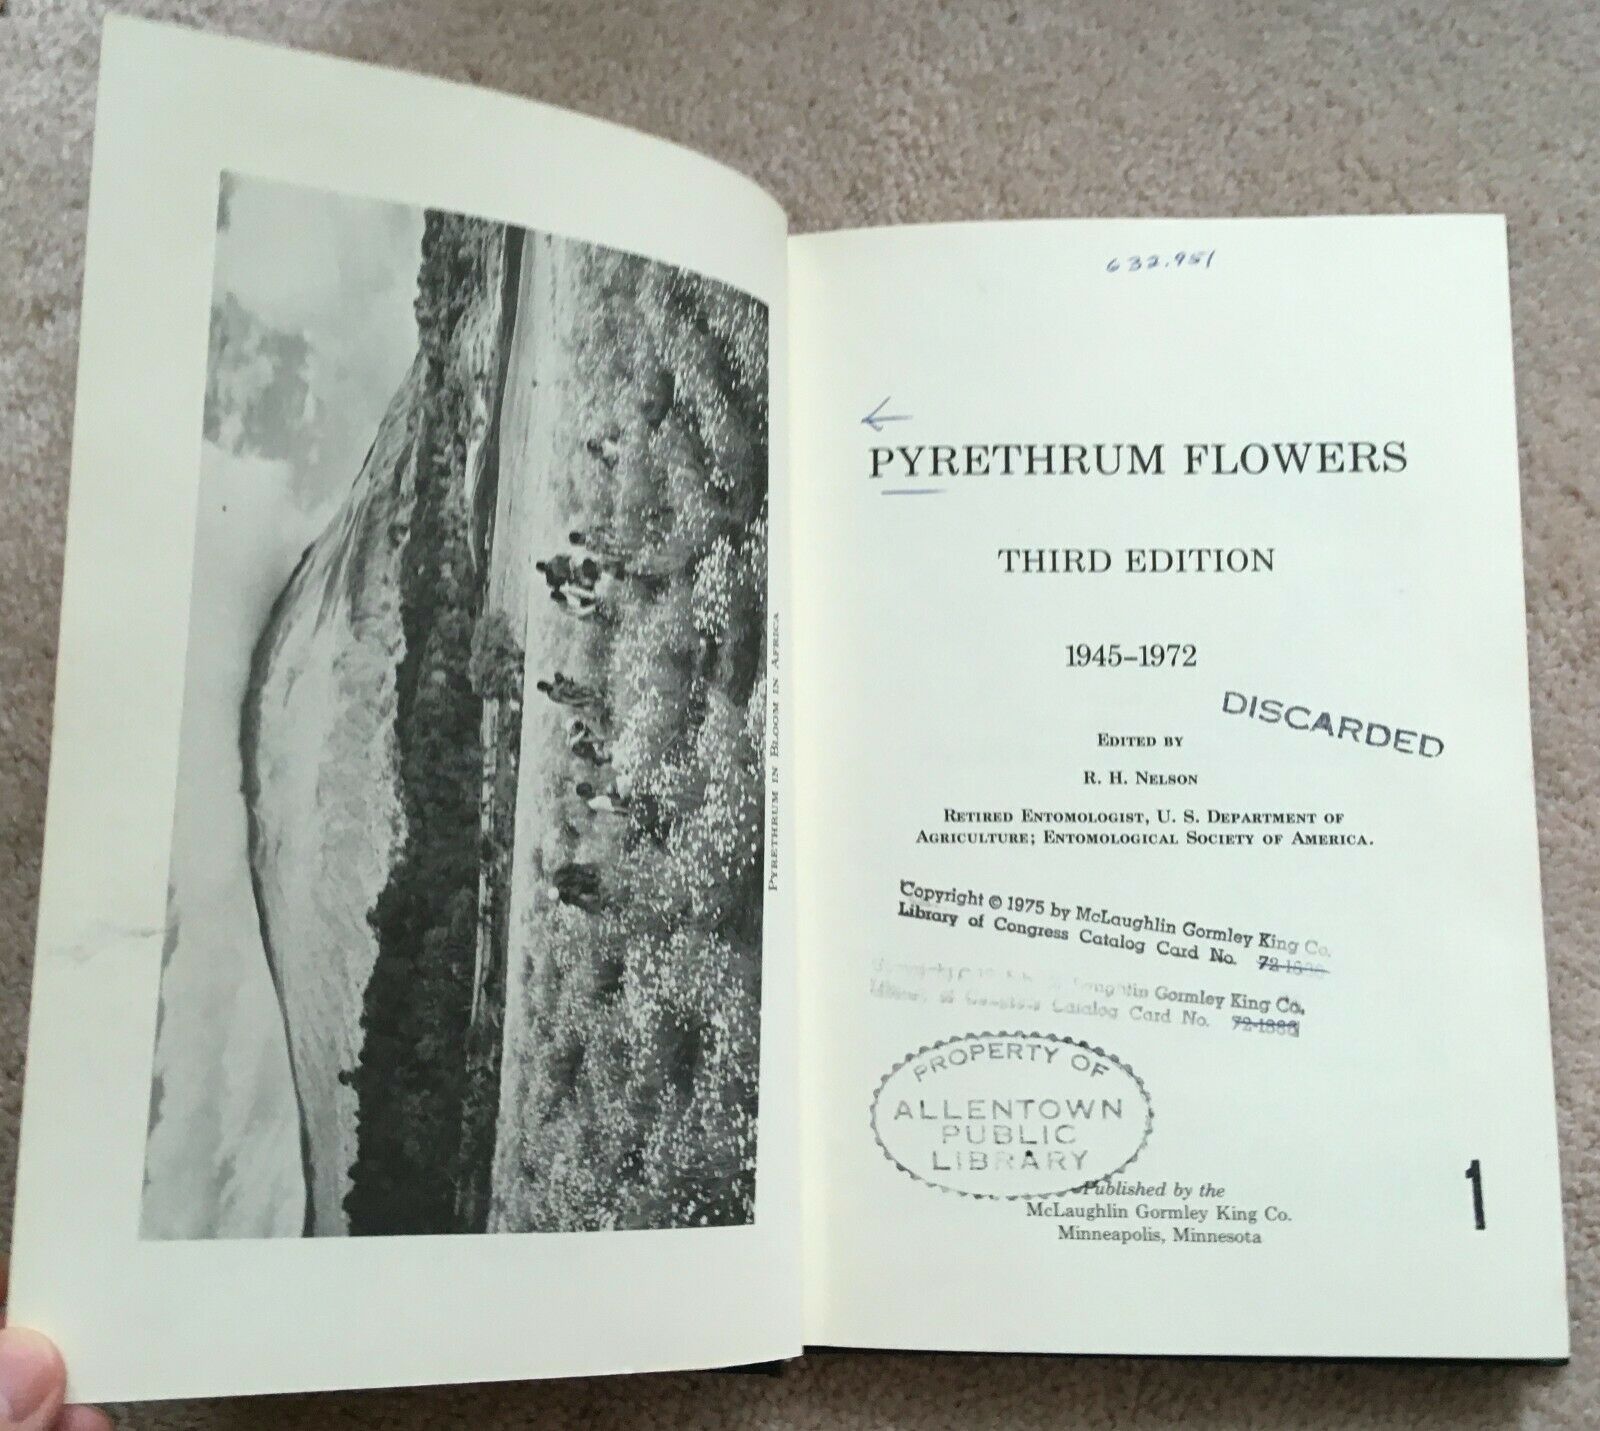 PYRETHRUM IN BLOOM IN AFRICA
632.951
PYRETHRUM FLOWERS
THIRD EDITION
1945–1972
DISCARDED
EDITED BY
R. H. NELSON
RETIRED ENTOMOLOGIST, U. S. DEPARTMENT OF
AGRICULTURE; ENTOMOLOGICAL SOCIETY OF AMERICA.
Copyright © 1975 by McLaughlin Gormley King Co.
Library of Congress Catalog Card No.
Gormley King Co.
Catalog Card No. 72-1886
PROPERTY OF
ALLENTOWN
PUBLIC
LIBRARY
Published by the
McLaughlin Gormley King Co.
Minneapolis, Minnesota
1